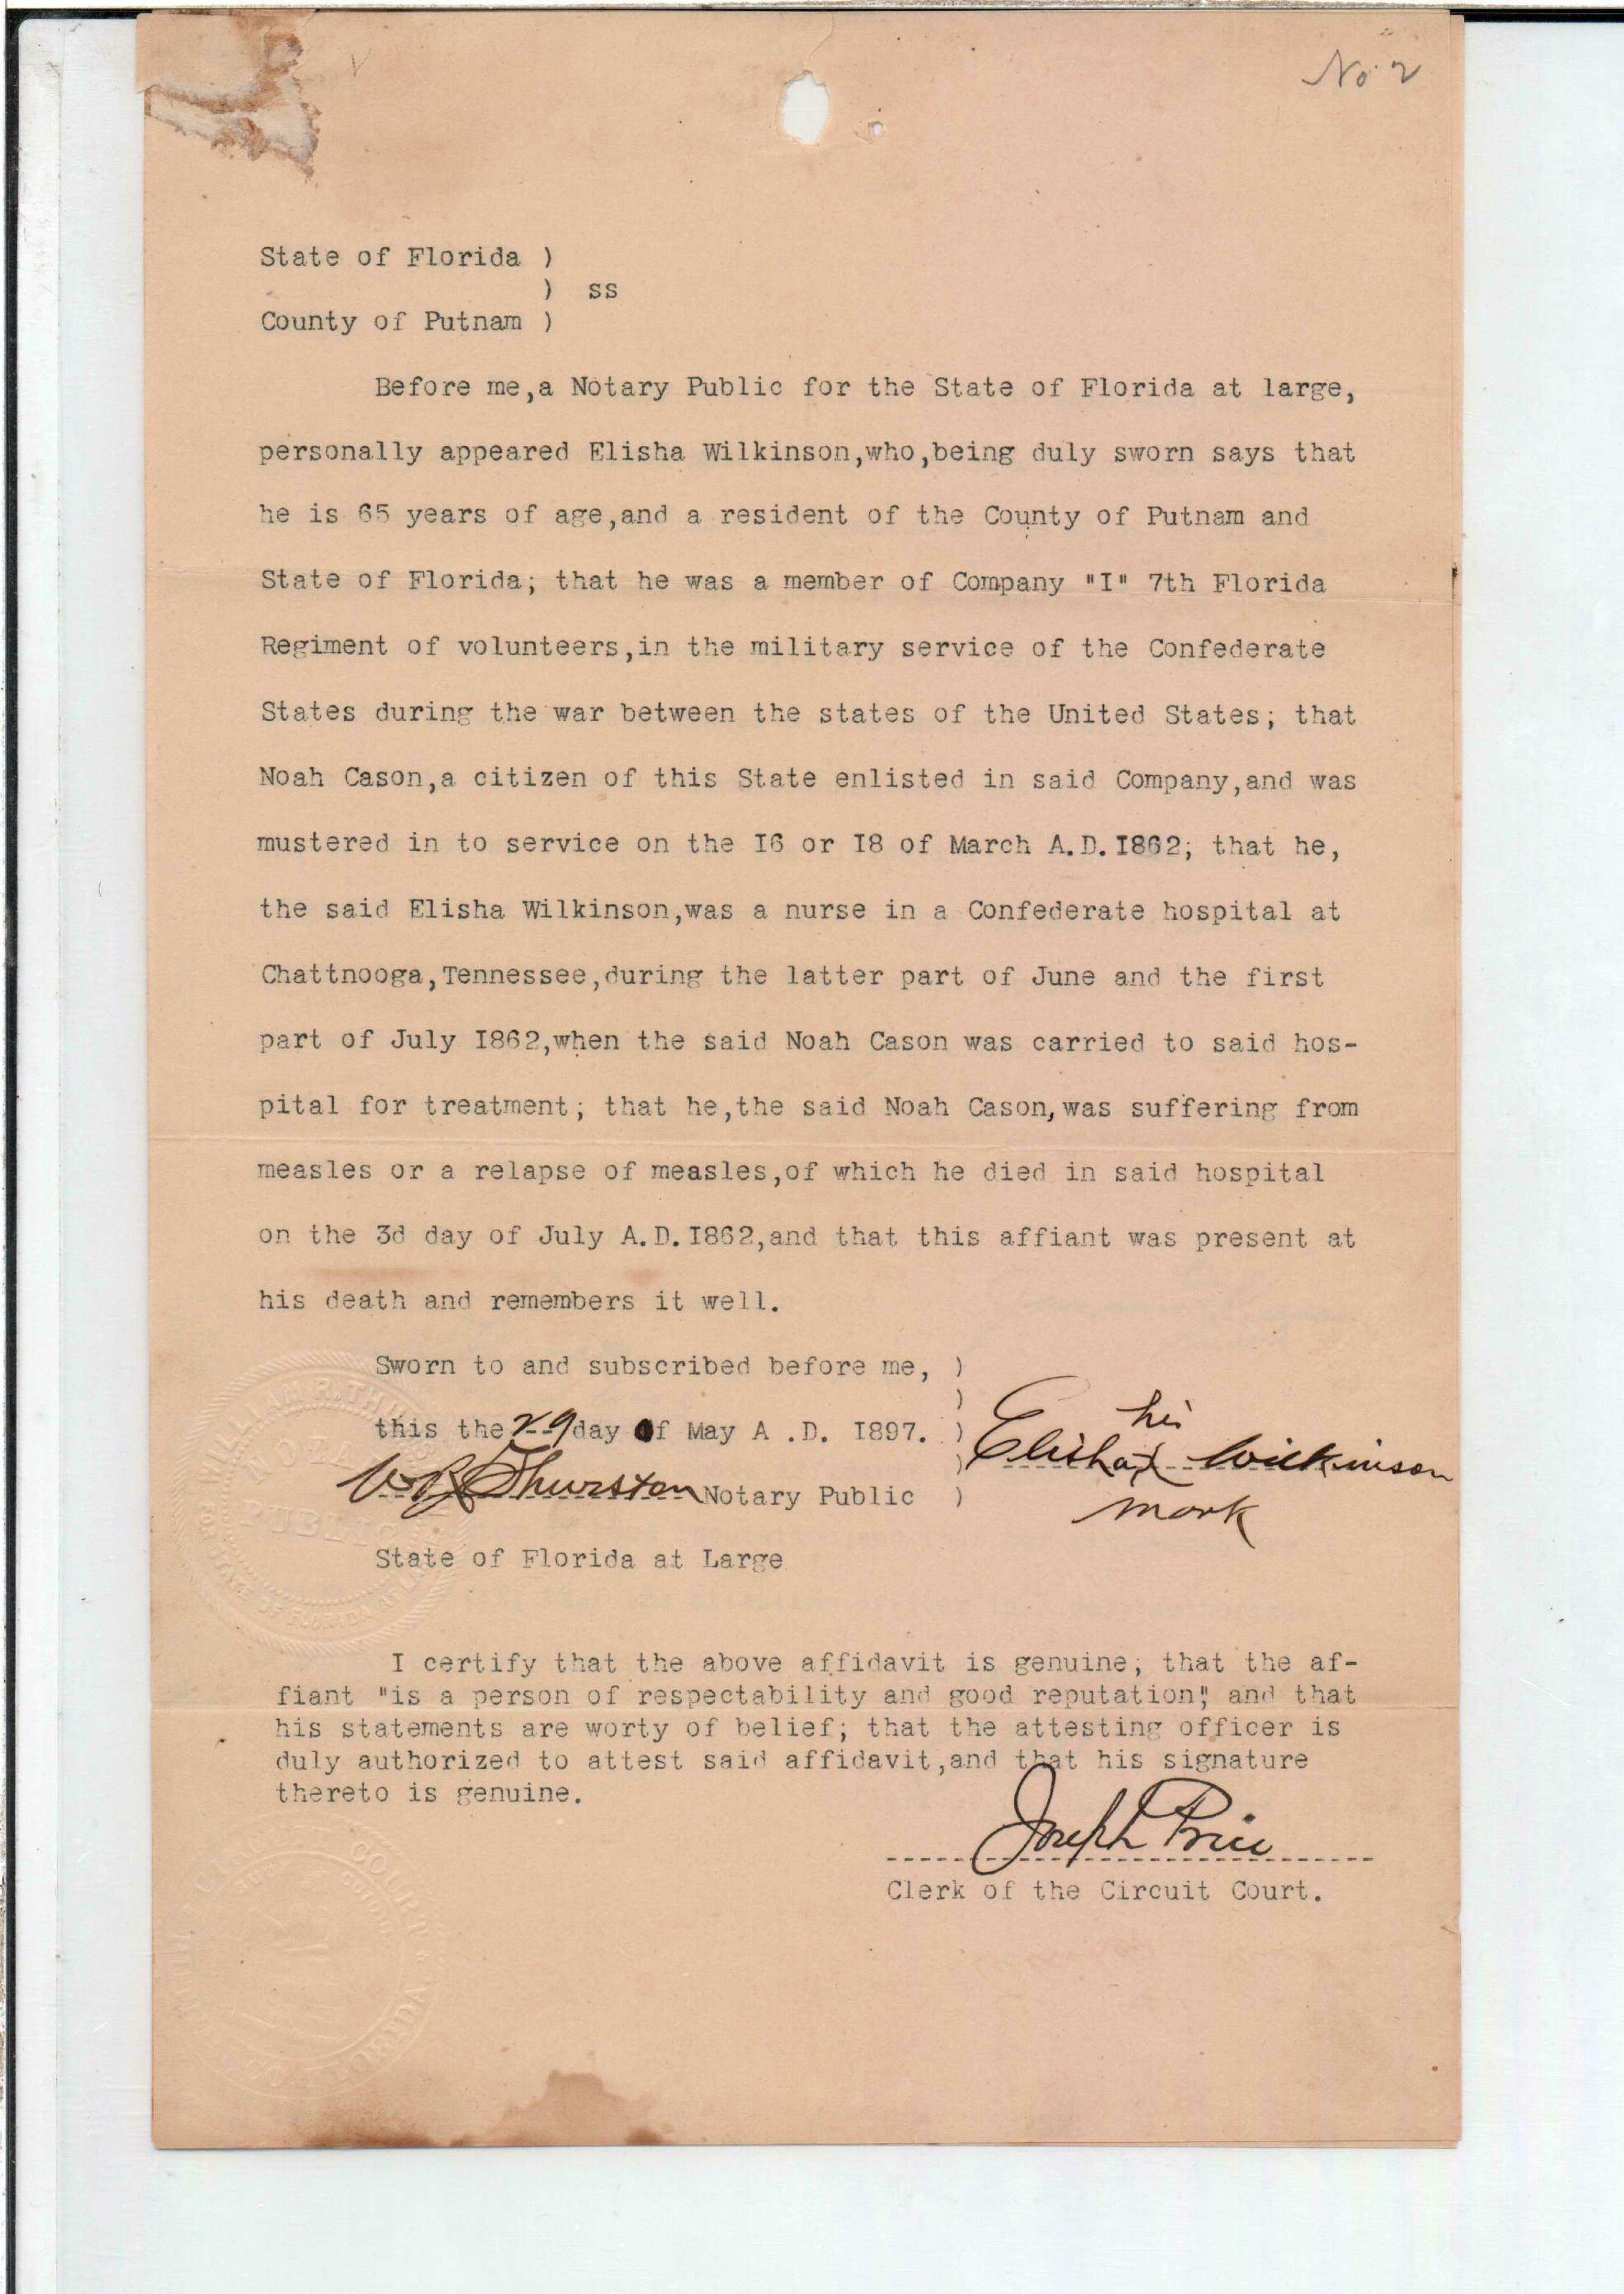 No 2
State of Florida )
) ss
County of Putnam )
Before me,a Notary Public for the State of Florida at large,
personally appeared Elisha Wilkinson,who,being duly sworn says that
he is 65 years of age,and a resident of the County of Putnam and
State of Florida; that he was a member of Company "I" 7th Florida
Regiment of volunteers,in the military service of the Confederate
States during the war between the states of the United States; that
Noah Cason,a citizen of this State enlisted in said Company,and was
mustered in to service on the I6 or I8 of March A.D.I862; that he,
the said Elisha Wilkinson,was a nurse in a Confederate hospital at
Chattnooga,Tennessee,during the latter part of June and the first
part of July I862,when the said Noah Cason was carried to said hos-
pital for treatment; that he,the said Noah Cason,was suffering from
measles or a relapse of measles,of which he died in said hospital
on the 3d day of July A.D.I862,and that this affiant was present at
his death and remembers it well.
Sworn to and subscribed before me, )
)
this the 29 day of May A .D. I897. )
his
Elisha x Wilkinson
mark
W R Thurston Notary Public )
State of Florida at Large
WILLIAM R. THURSTON
NOTARY
PUBLIC
STATE OF FLORIDA AT LARGE
I certify that the above affidavit is genuine; that the af-
fiant "is a person of respectability and good reputation", and that
his statements are worty of belief; that the attesting officer is
duly authorized to attest said affidavit,and that his signature
thereto is genuine.
Joseph Price
Clerk of the Circuit Court.
COURT
CO. FLORIDA